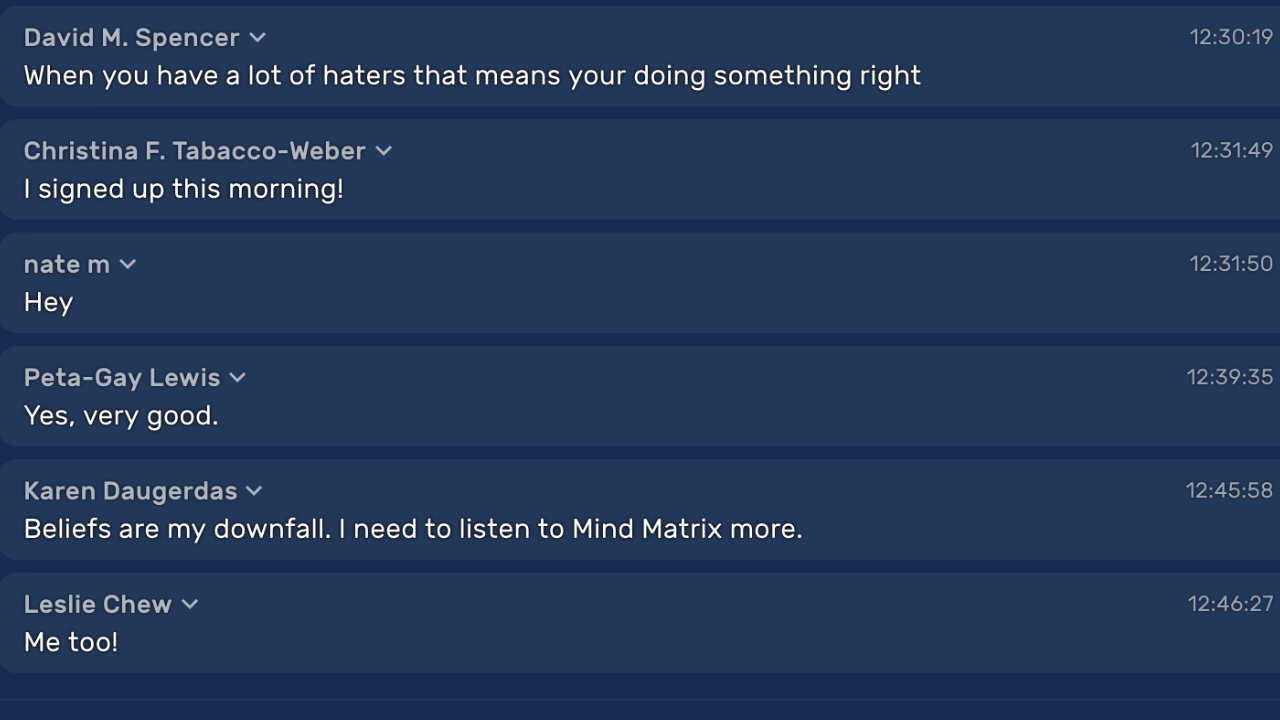 David M. Spencer 12:30:19
When you have a lot of haters that means your doing something right
Christina F. Tabacco-Weber 12:31:49
I signed up this morning!
nate m 12:31:50
Hey
Peta-Gay Lewis 12:39:35
Yes, very good.
Karen Daugerdas 12:45:58
Beliefs are my downfall. I need to listen to Mind Matrix more.
Leslie Chew 12:46:27
Me too!